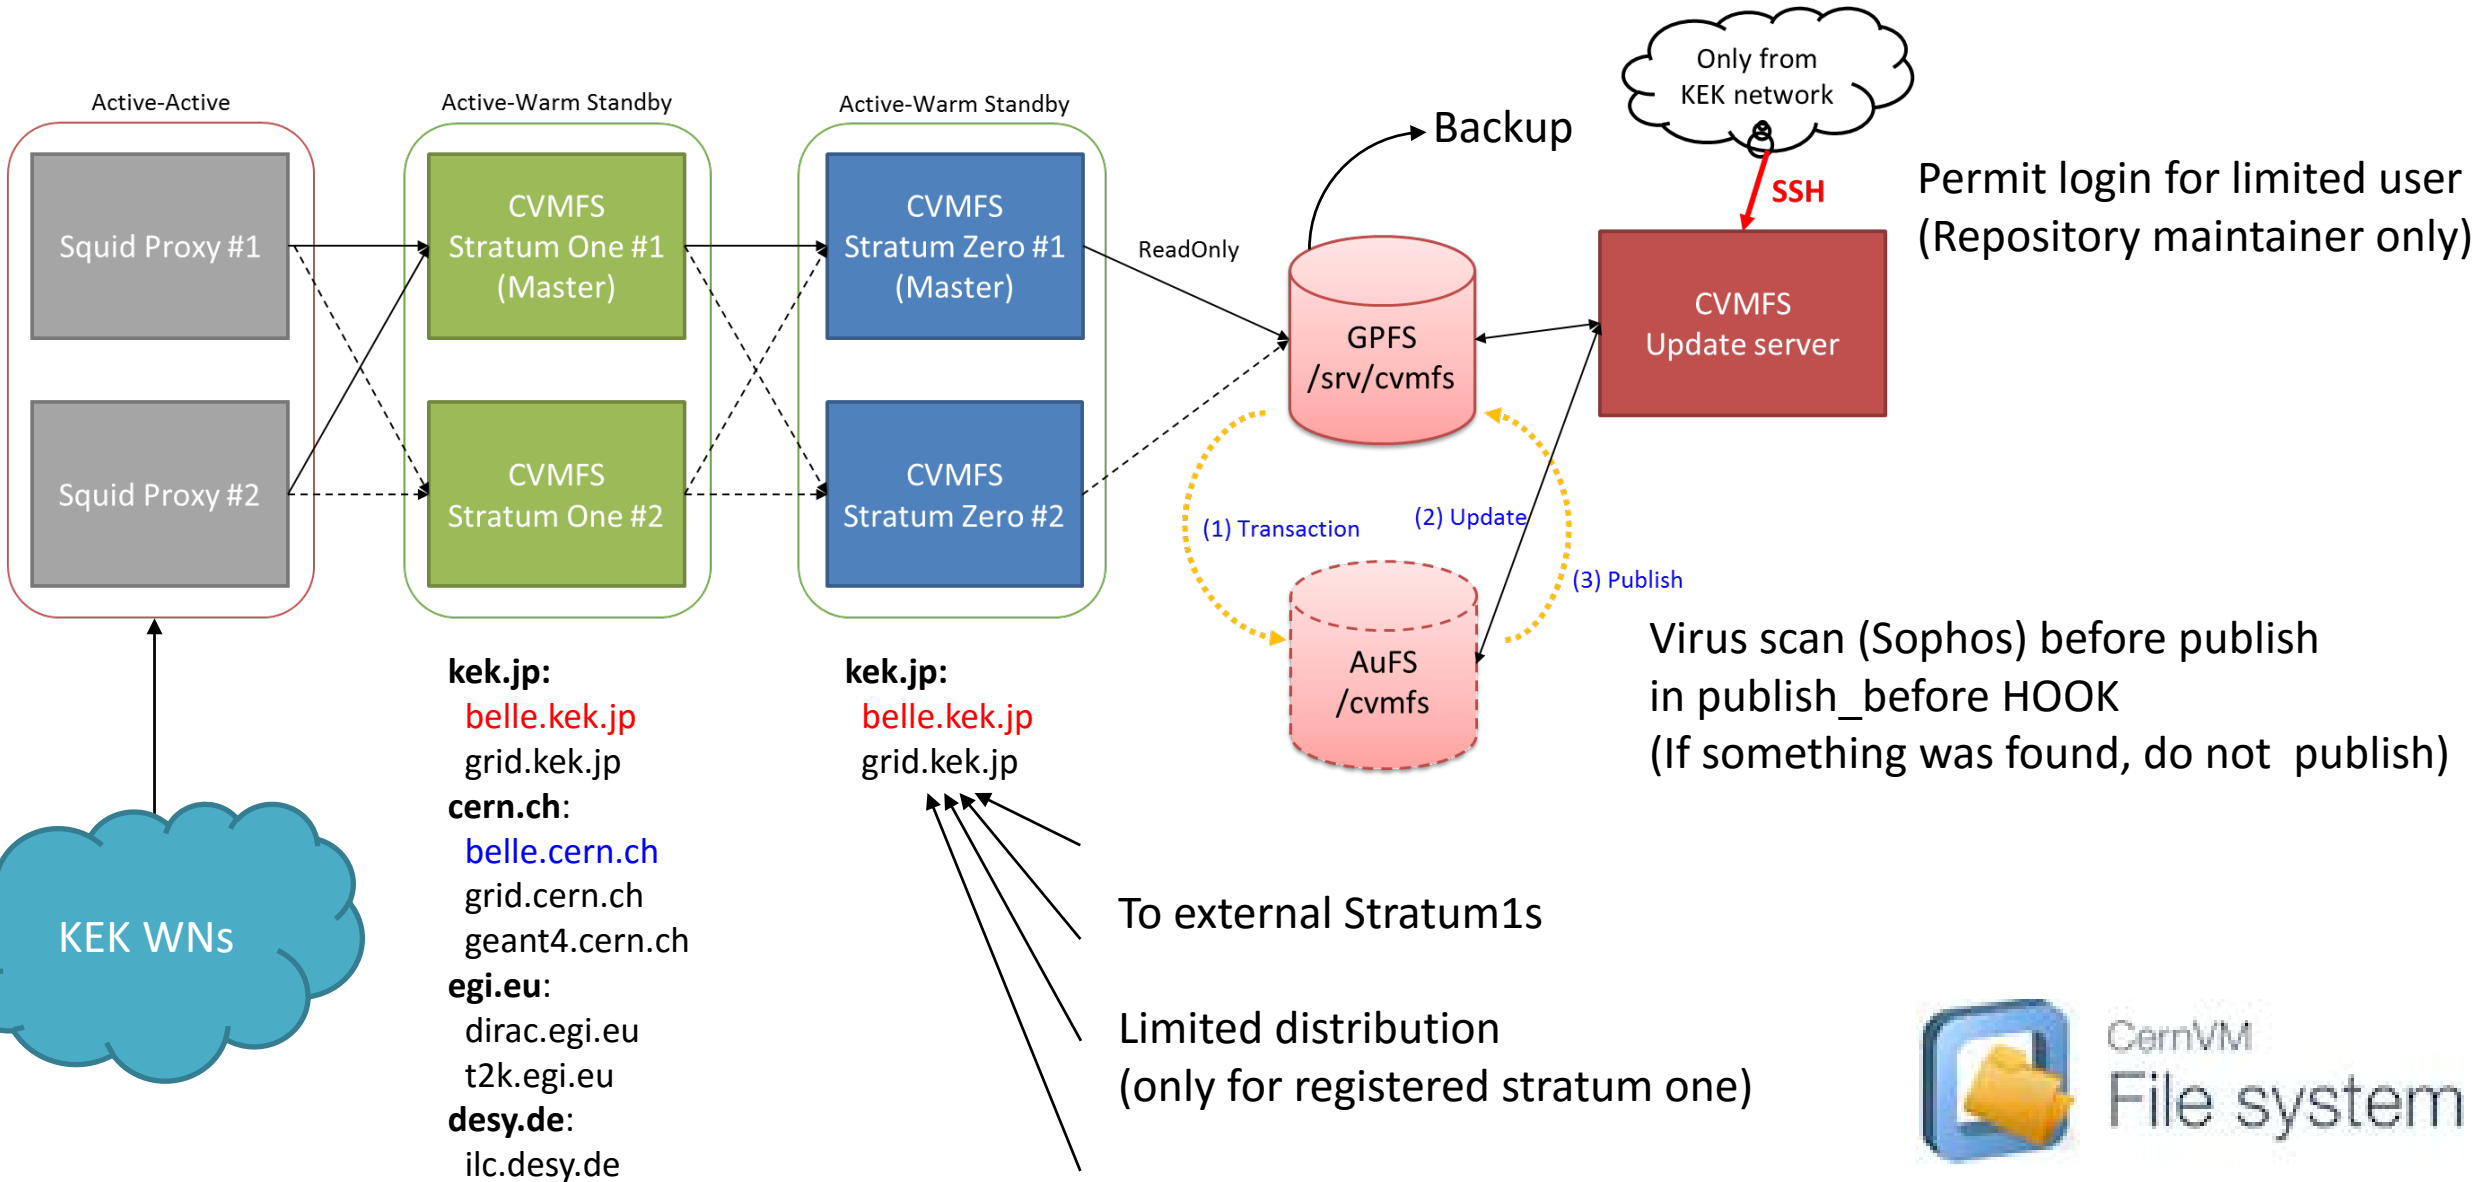 Active-Active
Squid Proxy #1
Squid Proxy #2
KEK WNs
Active-Warm Standby
CVMFS
Stratum One #1
(Master)
CVMFS
Stratum One #2
kek.jp:
belle.kek.jp
grid.kek.jp
cern.ch:
belle.cern.ch
grid.cern.ch
geant4.cern.ch
egi.eu:
dirac.egi.eu
t2k.egi.eu
desy.de:
ilc.desy.de
Active-Warm Standby
CVMFS
Stratum Zero #1
(Master)
CVMFS
Stratum Zero #2
kek.jp:
belle.kek.jp
grid.kek.jp
To external Stratum1s
Limited distribution
(only for registered stratum one)
ReadOnly
Backup
GPFS
/srv/cvmfs
(1) Transaction
(2) Update
(3) Publish
AuFS
/cvmfs
Only from
KEK network
SSH
CVMFS
Update server
Permit login for limited user
(Repository maintainer only)
Virus scan (Sophos) before publish
in publish_before HOOK
(If something was found, do not publish)
CernVM
File system